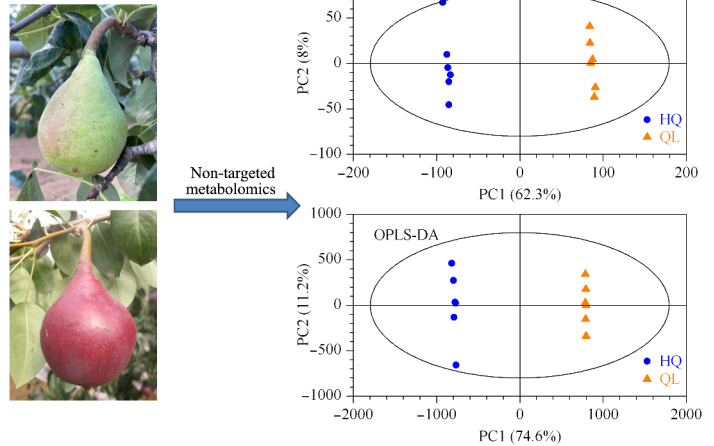 50
0
−50
−100
PC2 (8%)
HQ
QL
−200
−100
0
100
200
PC1 (62.3%)
Non-targeted
metabolomics
1000
500
0
−500
−1000
PC2 (11.2%)
OPLS-DA
HQ
QL
−2000
−1000
0
1000
2000
PC1 (74.6%)